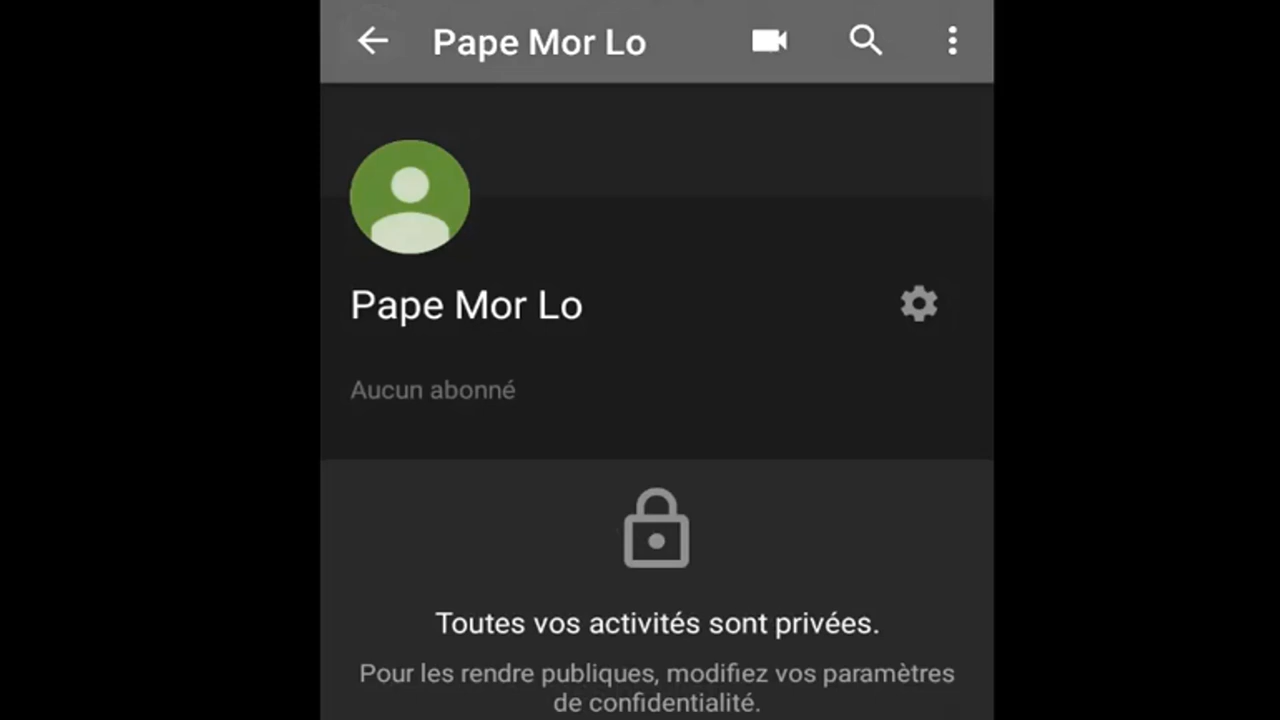 Pape Mor Lo
Pape Mor Lo
Aucun abonné
Toutes vos activités sont privées.
Pour les rendre publiques, modifiez vos paramètres
de confidentialité.